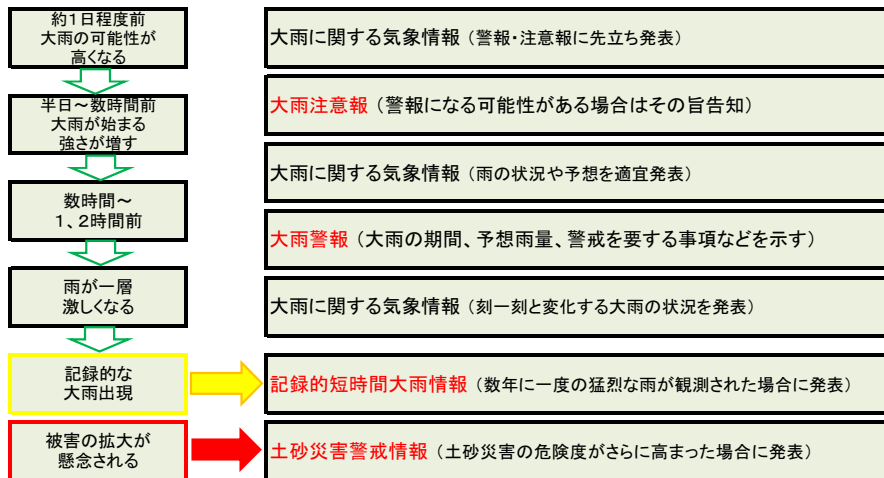 約1日程度前
大雨の可能性が
高くなる
大雨に関する気象情報（警報・注意報に先立ち発表）
半日～数時間前
大雨が始まる
強さが増す
大雨注意報（警報になる可能性がある場合はその旨告知）
大雨に関する気象情報（雨の状況や予想を適宜発表）
数時間～
1、2時間前
大雨警報（大雨の期間、予想雨量、警戒を要する事項などを示す）
雨が一層
激しくなる
大雨に関する気象情報（刻一刻と変化する大雨の状況を発表）
記録的な
大雨出現
記録的短時間大雨情報（数年に一度の猛烈な雨が観測された場合に発表）
被害の拡大が
懸念される
土砂災害警戒情報（土砂災害の危険度がさらに高まった場合に発表）